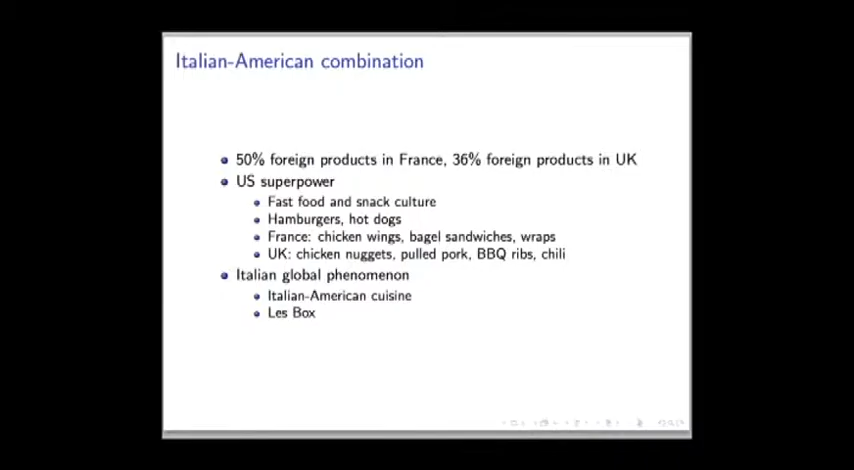 Italian-American combination
50% foreign products in France, 36% foreign products in UK
US superpower
Fast food and snack culture
Hamburgers, hot dogs
France: chicken wings, bagel sandwiches, wraps
UK: chicken nuggets, pulled pork, BBQ ribs, chili
Italian global phenomenon
Italian-American cuisine
Les Box